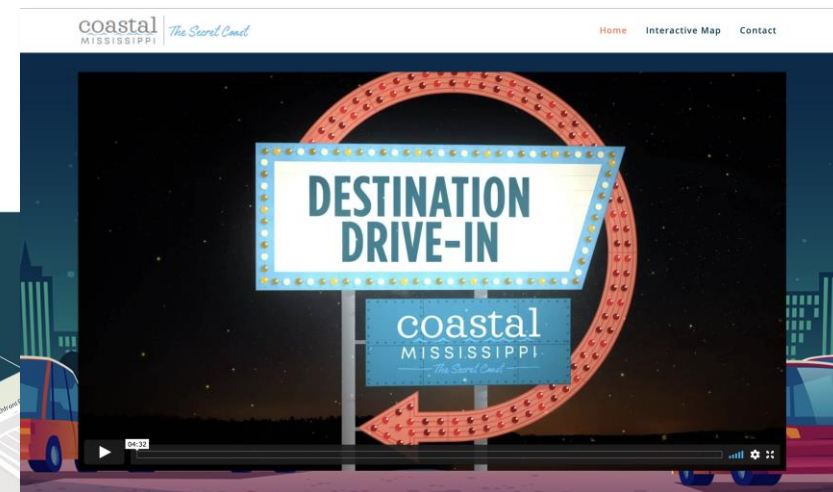 coastal
MISSISSIPPI
The Secret Coast
Home Interactive Map Contact
DESTINATION
DRIVE-IN
coastal
MISSISSIPPI
The Secret Coast
04:32